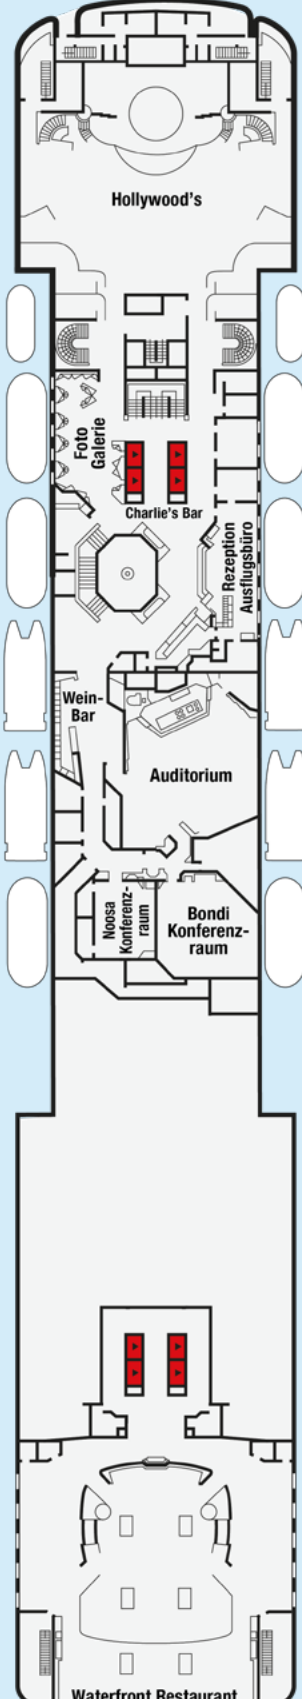 Hollywood's
Foto
Galerie
Charlie's Bar
Rezeption
Ausflugsbüro
Wein-
Bar
Auditorium
Noosa
Konferenz-
raum
Bondi
Konferenz-
raum
Waterfront Restaurant